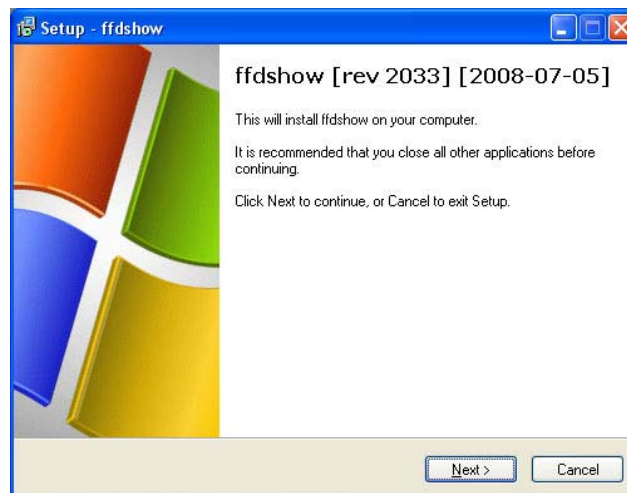 Setup - ffdshow
ffdshow [rev 2033] [2008-07-05]
This will install ffdshow on your computer.
It is recommended that you close all other applications before
continuing.
Click Next to continue, or Cancel to exit Setup.
Next >
Cancel